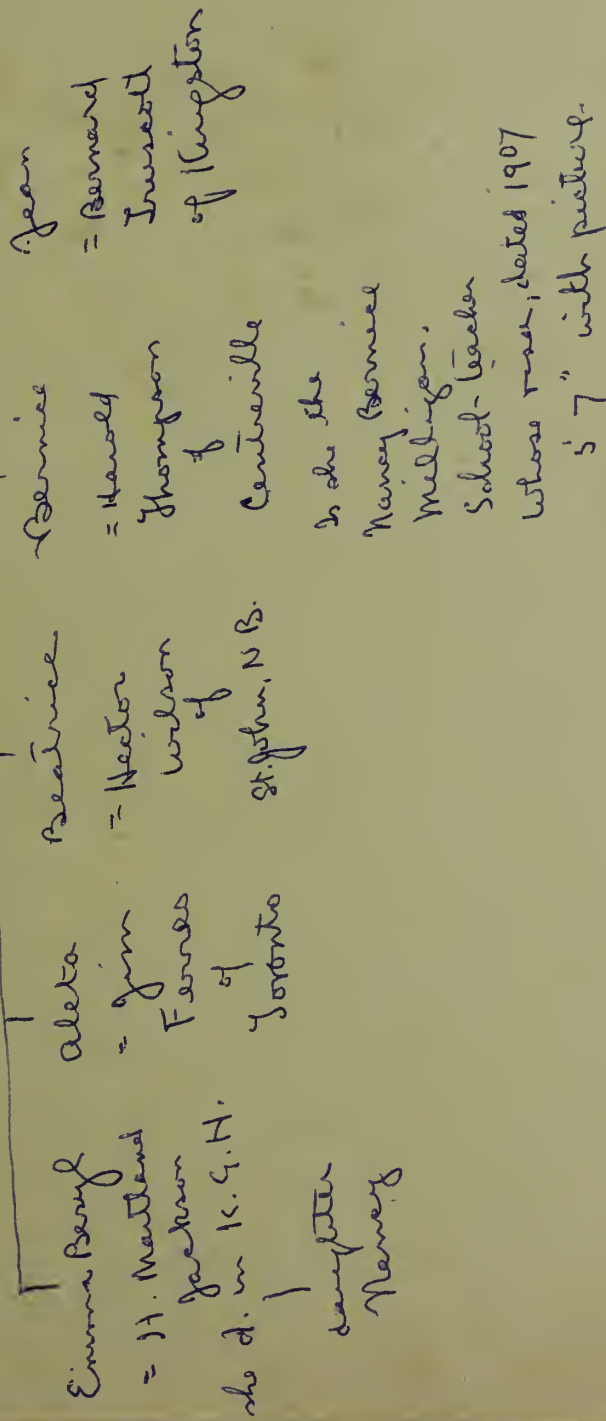 Emma Beryl
= H. Maitland
Jackson
she d. in K.G.H.
daughter
Nancy
Aleta
= Jim
Ferres
of
Toronto
Beatrice
= Hector
Wilson
of
St. John, N B.
Bernice
= Harold
Thompson
of
Centreville
Is she the
Nancy Bernice
Milligan,
School-teacher
whose dated 1907
5' 7" with picture.
Jean
= Bernard
Truscott
of Kingston